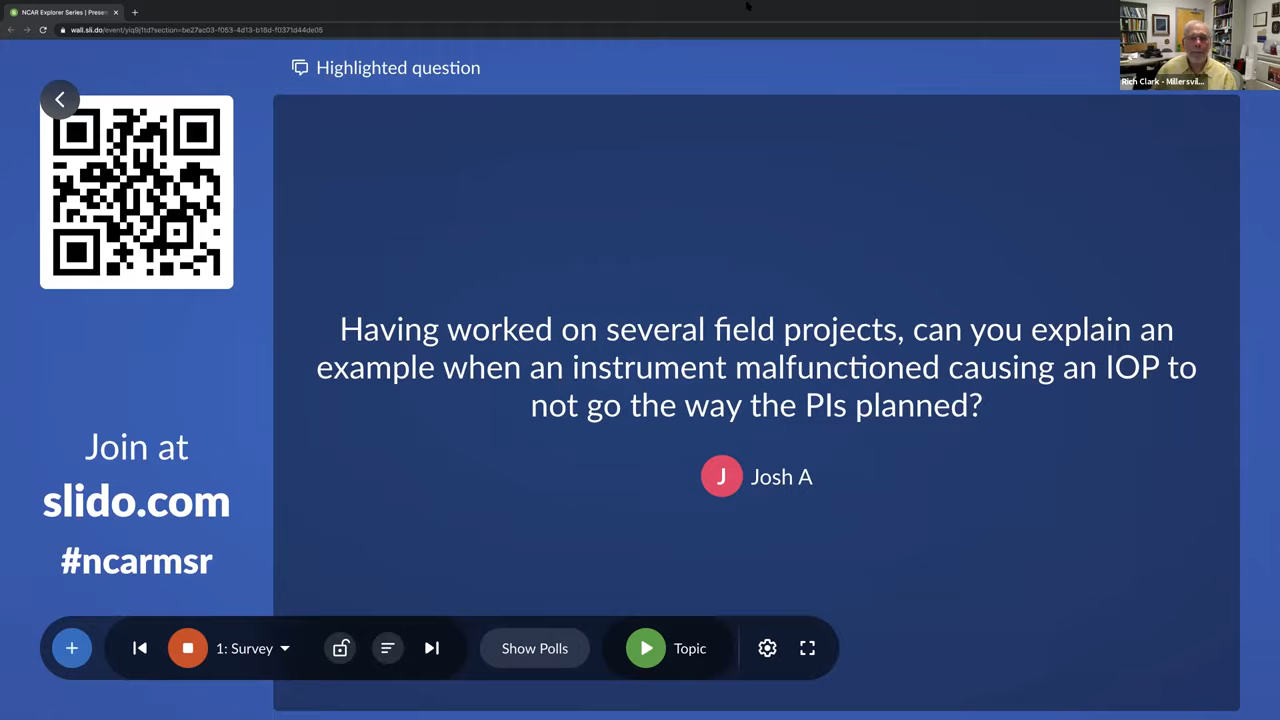 NCAR Explorer Series | Presen
wall.sli.do/event/yiq9j1td?section=be27ac03-f053-4d13-b16d-f0371d44de05
Rich Clark - Millersvil...
Highlighted question
Having worked on several field projects, can you explain an
example when an instrument malfunctioned causing an IOP to
not go the way the PIs planned?
J Josh A
Join at
slido.com
#ncarmsr
1: Survey
Show Polls
Topic